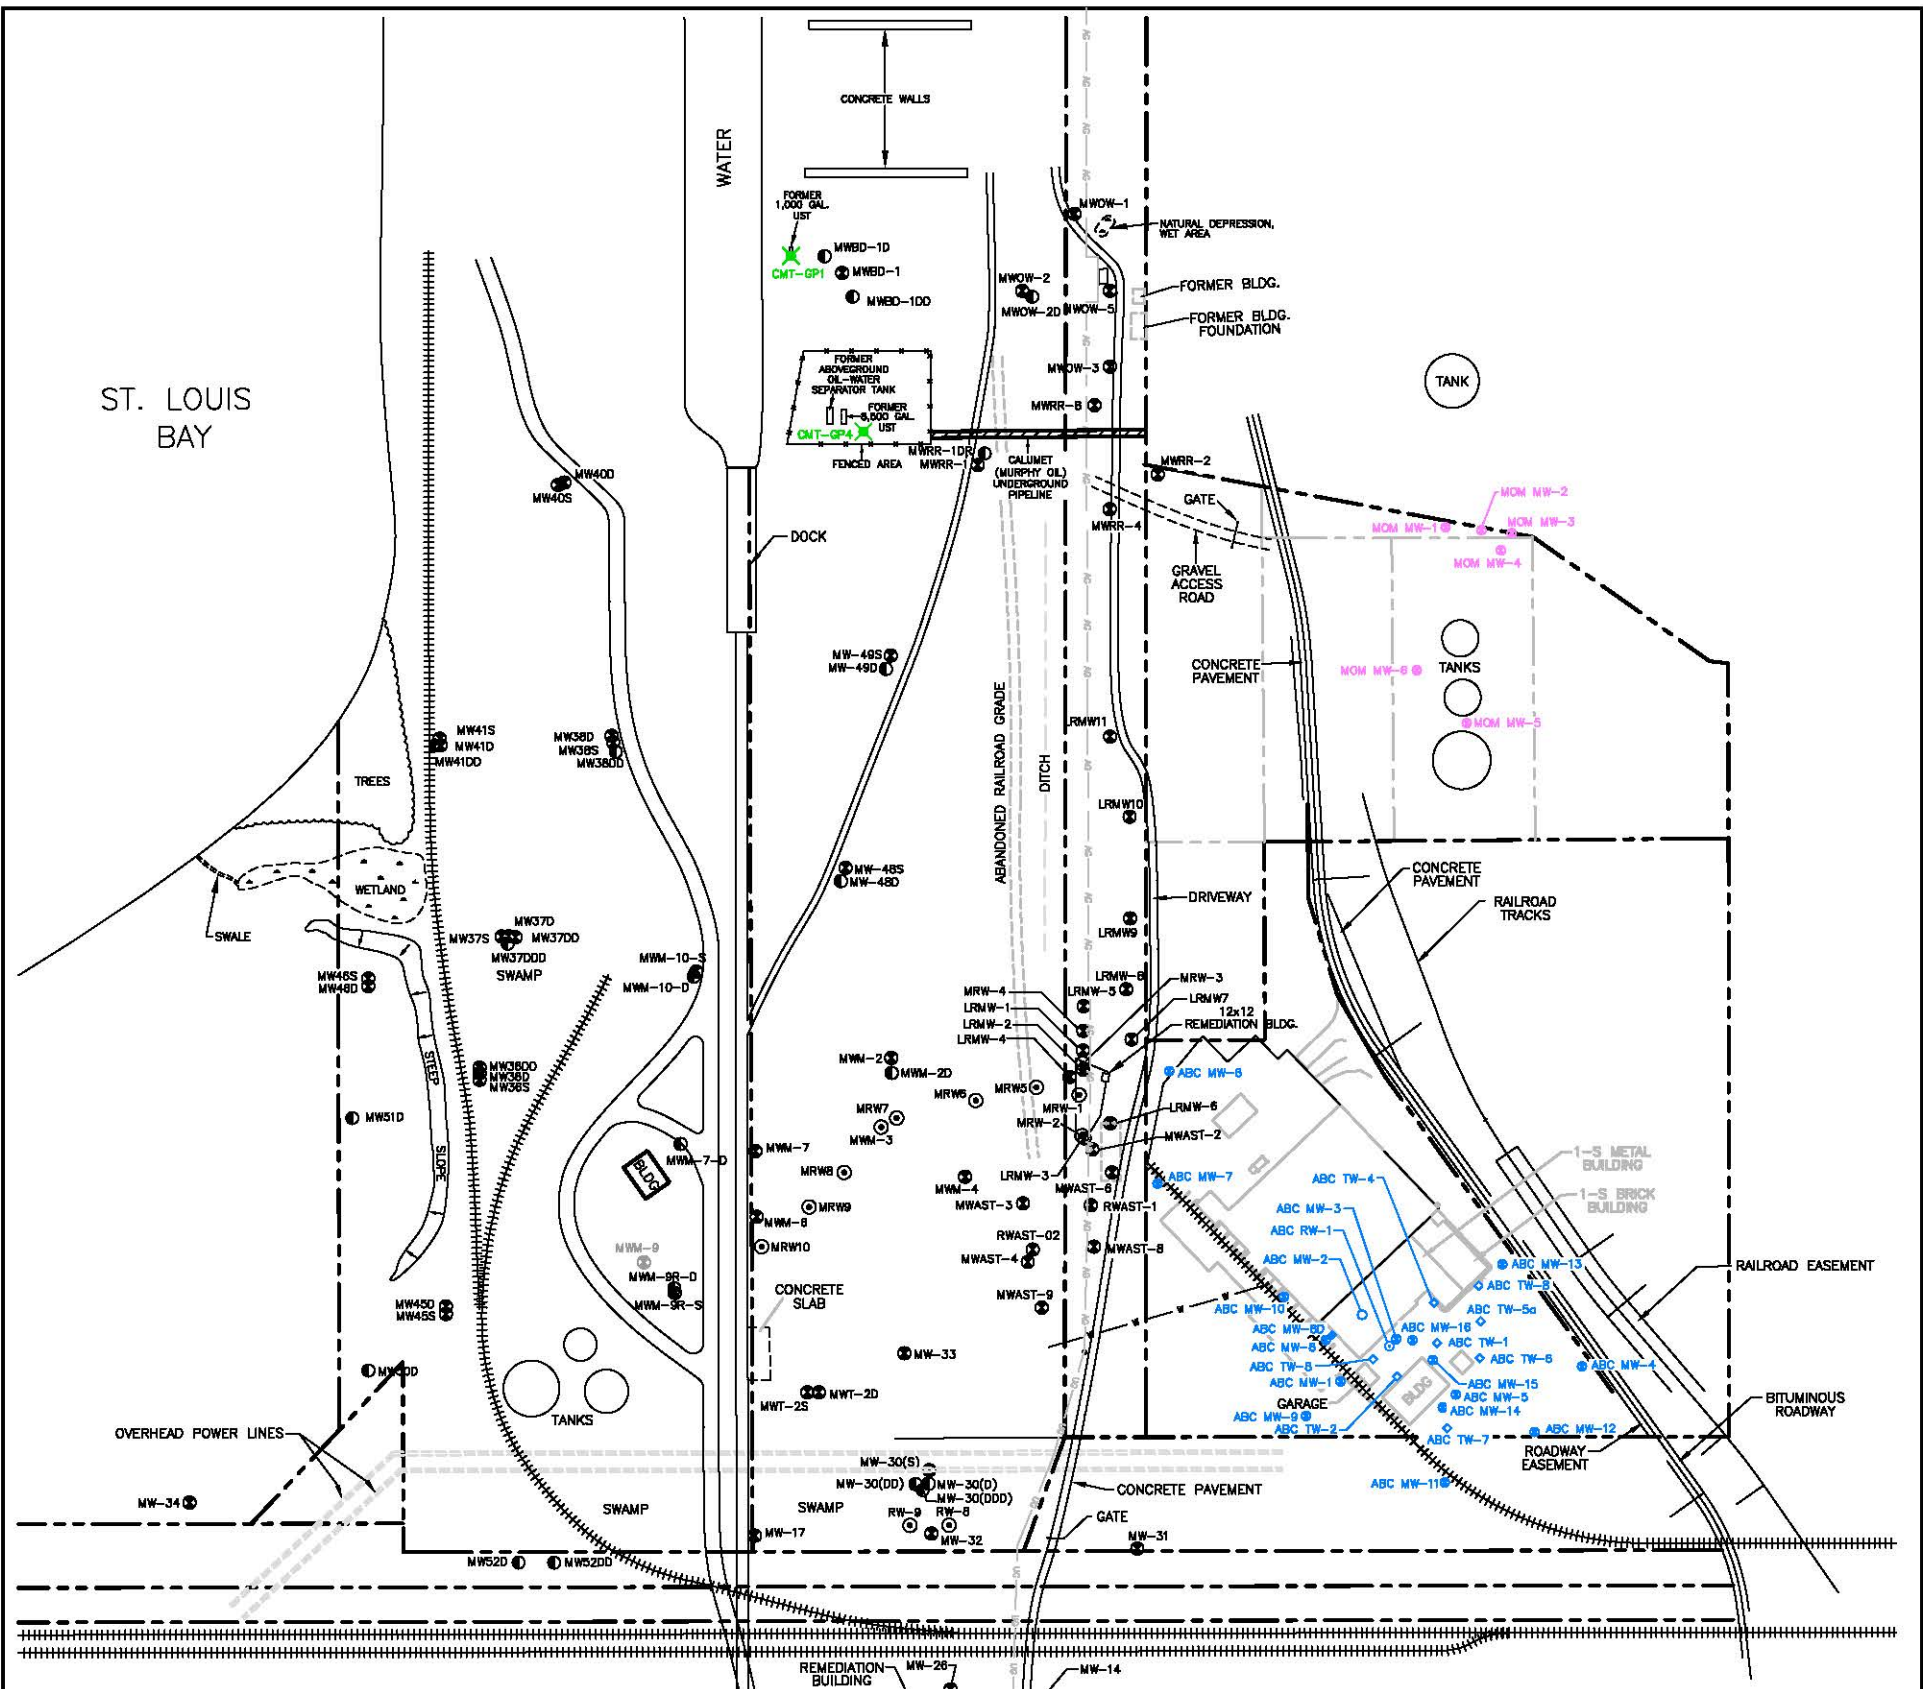 CONCRETE WALLS
WATER
FORMER
1,000 GAL.
UST
MWBD-1D
CMT-GP1
MWBD-1
MWBD-1DD
MWOW-1
NATURAL DEPRESSION,
WET AREA
MWOW-2
MWOW-2D
MWOW-5
FORMER BLDG.
FORMER BLDG.
FOUNDATION
ST. LOUIS
BAY
FORMER
ABOVEGROUND
OIL-WATER
SEPARATOR TANK
FORMER
UST
CMT-GP4
FENCED AREA
MWOW-3
TANK
MWRR-1DR
MWRR-1
CALUMET
(MURPHY OIL)
UNDERGROUND
PIPELINE
MWRR-2
MWRR-4
GATE
GRAVEL
ACCESS
ROAD
MOM MW-2
MOM MW-1
MOM MW-3
MOM MW-4
MW40D
MW40S
DOCK
MW-49S
MW-49D
CONCRETE
PAVEMENT
MOM MW-6
TANKS
MOM MW-5
ABANDONED RAILROAD GRADE
DITCH
LRMW11
LRMW10
MW41S
MW41D
MW41DD
MW38D
MW38S
MW38DD
TREES
WETLAND
SWALE
MW-48S
MW-48D
DRIVEWAY
LRMW9
CONCRETE
PAVEMENT
RAILROAD
TRACKS
MW37D
MW37S
MW37DD
MW37DDD
SWAMP
MW46S
MW46D
MWM-10-S
MWM-10-D
MRW-4
LRMW-5
LRMW-8
MRW-3
LRMW-1
LRMW7
LRMW-2
12x12
REMEDIATION BLDG.
LRMW-4
STEEP
SLOPE
MW36DD
MW36D
MW36S
MW51D
MWM-2
MWM-2D
MRW5
MRW6
MRW-1
MRW7
MWM-3
MRW-2
LRMW-6
MWAST-2
ABC MW-6
MWM-7
MWM-7-D
BLDG
MRW8
MWM-4
LRMW-3
MWAST-6
MWAST-3
RWAST-1
ABC MW-7
1-S METAL
BUILDING
1-S BRICK
BUILDING
ABC TW-4
ABC MW-3
ABC RW-1
ABC MW-2
MRW9
MWM-6
MRW10
MWM-9
MWM-9R-D
MWM-9R-S
RWAST-02
MWAST-4
MWAST-8
MWAST-9
CONCRETE
SLAB
ABC MW-13
RAILROAD EASEMENT
ABC TW-5a
ABC MW-10
ABC MW-16
ABC MW-8
ABC TW-1
ABC TW-6
ABC MW-4
ABC MW-1
ABC MW-15
ABC MW-5
ABC MW-14
BLDG
GARAGE
ABC MW-9
ABC TW-2
ABC TW-7
ABC MW-12
BITUMINOUS
ROADWAY
ROADWAY
EASEMENT
ABC MW-11
MW45D
MW45S
MW-33
MWT-2D
MWT-2S
TANKS
OVERHEAD POWER LINES
MW-34
MW-30(S)
MW-30(DD)
MW-30(D)
MW-30(DDD)
SWAMP
SWAMP
RW-9
RW-8
MW-32
MW-17
CONCRETE PAVEMENT
GATE
MW-31
MW52D
MW52DD
REMEDIATION
BUILDING
MW-26
MW-14